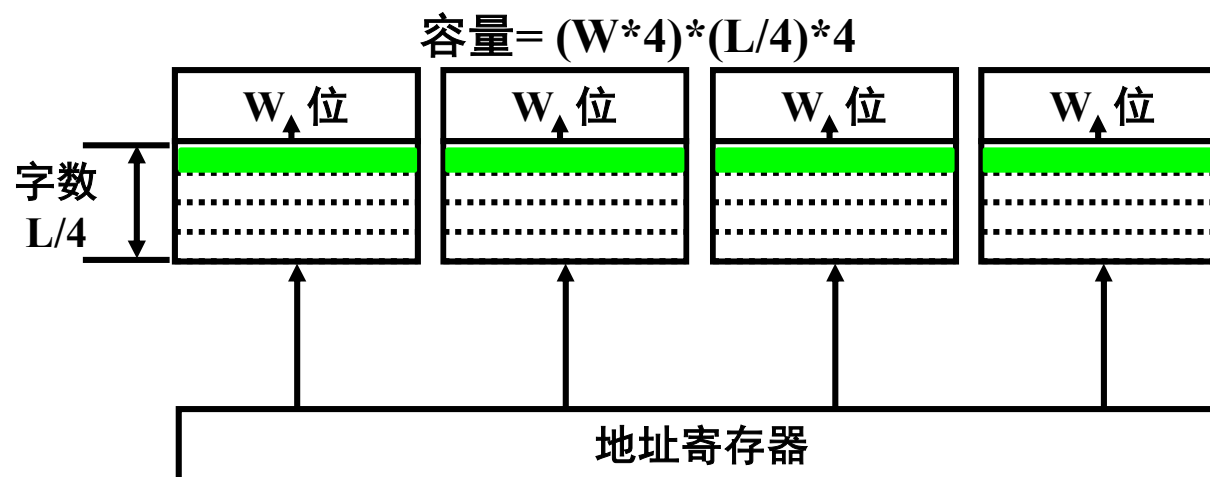 容量= (W*4)*(L/4)*4
W 位 W 位 W 位 W 位
字数
L/4
地址寄存器